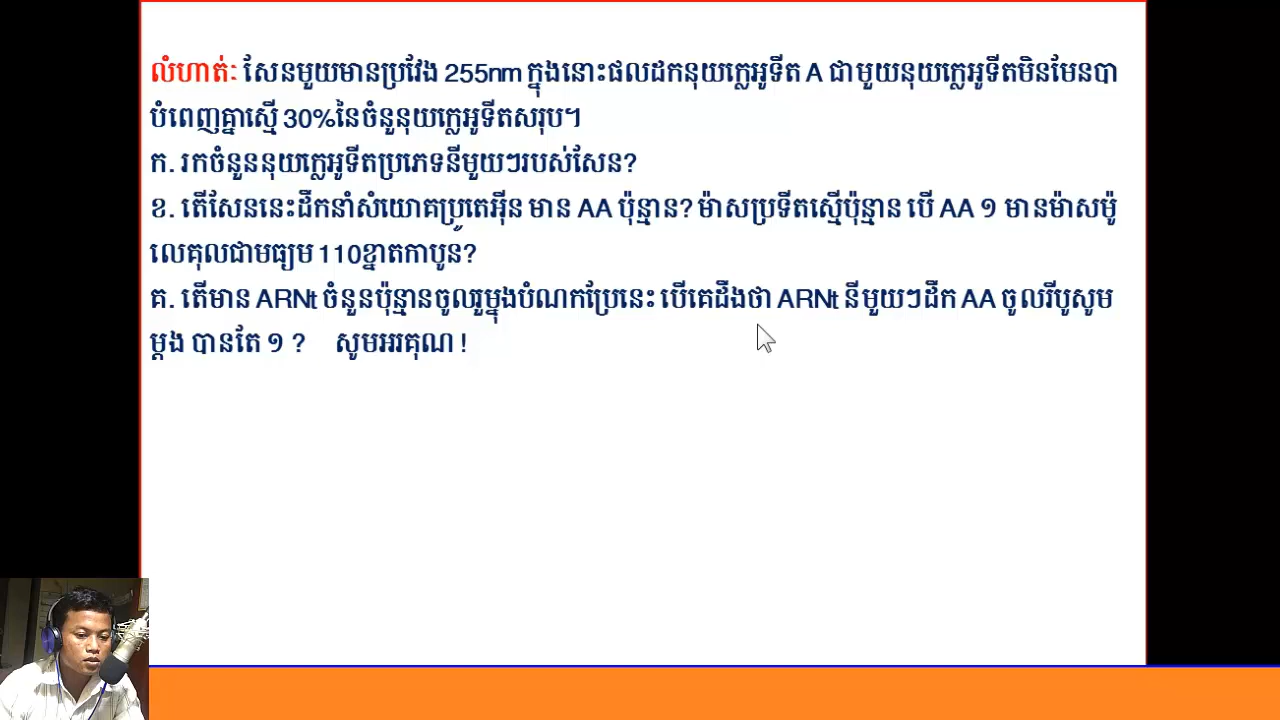 លំហាត់: សែនមួយមានប្រវែង 255nm ក្នុងនោះផលដកនុយក្លេអូទីត A ជាមួយនុយក្លេអូទីតមិនមែនបា
បំពេញគ្នាស្មើ 30%នៃចំនួនុយក្លេអូទីតសរុប។
ក. រកចំនួននុយក្លេអូទីតប្រភេទនីមួយៗរបស់សែន?
ខ. តើសែននេះដឹកនាំសំយោគប្រូតេអ៊ីន មាន AA ប៉ុន្មាន? ម៉ាសប្រទីតស្មើប៉ុន្មាន បើ AA ១ មានម៉ាសម៉ូ
លេគុលជាមធ្យម 110ខ្នាតកាបូន?
គ. តើមាន ARNt ចំនួនប៉ុន្មានចូលរួម្នុងបំណកប្រែនេះ បើគេដឹងថា ARNt នីមួយៗដឹក AA ចូលរីបូសូម
ម្តង បានតែ ១ ? សូមអរគុណ !